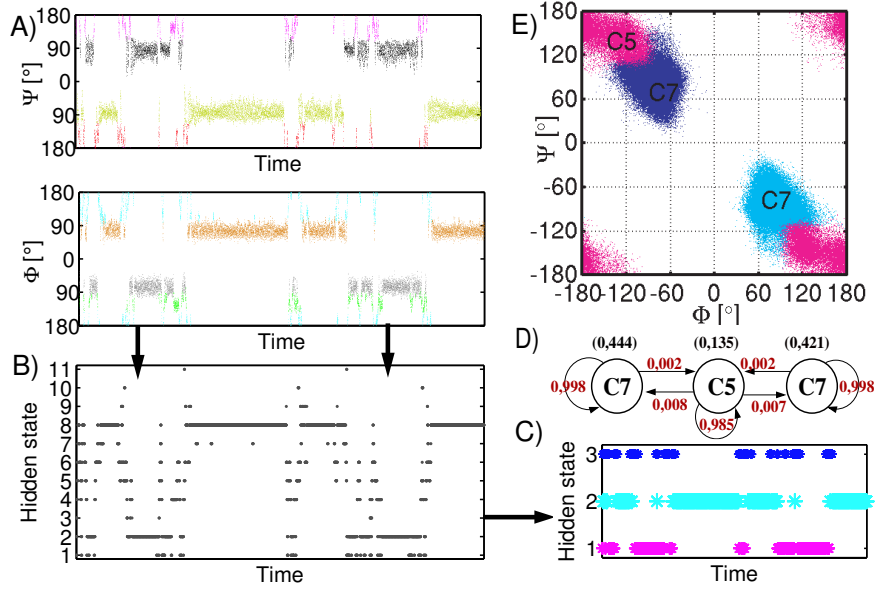 A)
180
90
0
90
180
Ψ [°]
Time
180
90
0
90
180
Φ [°]
Time
B)
11
10
9
8
7
6
5
4
3
2
1
Hidden state
Time
E)
180
120
60
0
-60
-120
-180
Ψ [°]
C5
C7
C7
-180 -120 -60 0 60 120 180
Φ [°]
D)
(0,444) (0,135) (0,421)
0,002 0,002
0,998 C7 C5 C7 0,998
0,008 0,007
0,985
C)
3
2
1
Hidden state
Time